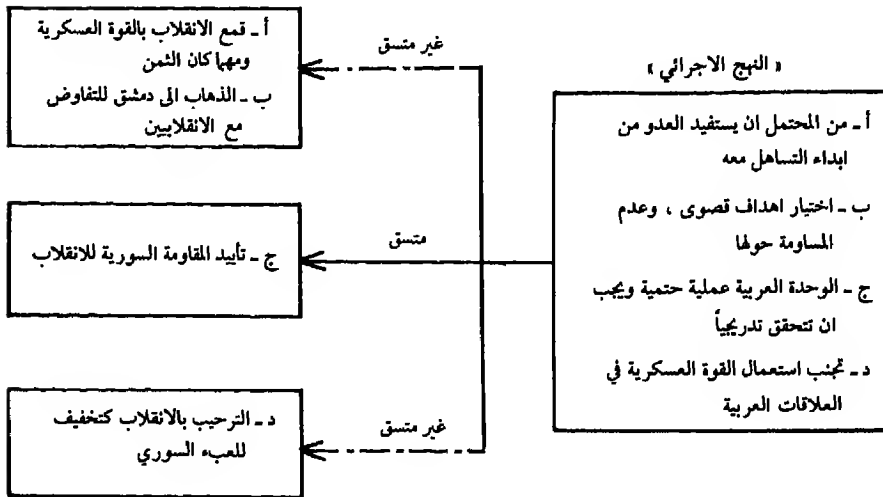 « النهج الاجرائي »
أ ـ من المحتمل ان يستفيد العدو من
ابداء التساهل معه
ب ـ اختيار اهداف قصوى ، وعدم
المساومة حولها
ج ـ الوحدة العربية عملية حتمية ويجب
ان تتحقق تدريجياً
د ـ تجنب استعمال القوة العسكرية في
العلاقات العربية
غير متسق
أ ـ قمع الانقلاب بالقوة العسكرية
ومهما كان الثمن
ب ـ الذهاب الى دمشق للتفاوض
مع الانقلابيين
متسق
ج ـ تأييد المقاومة السورية للانقلاب
غير متسق
د ـ الترحيب بالانقلاب كتخفيف
للعبء السوري